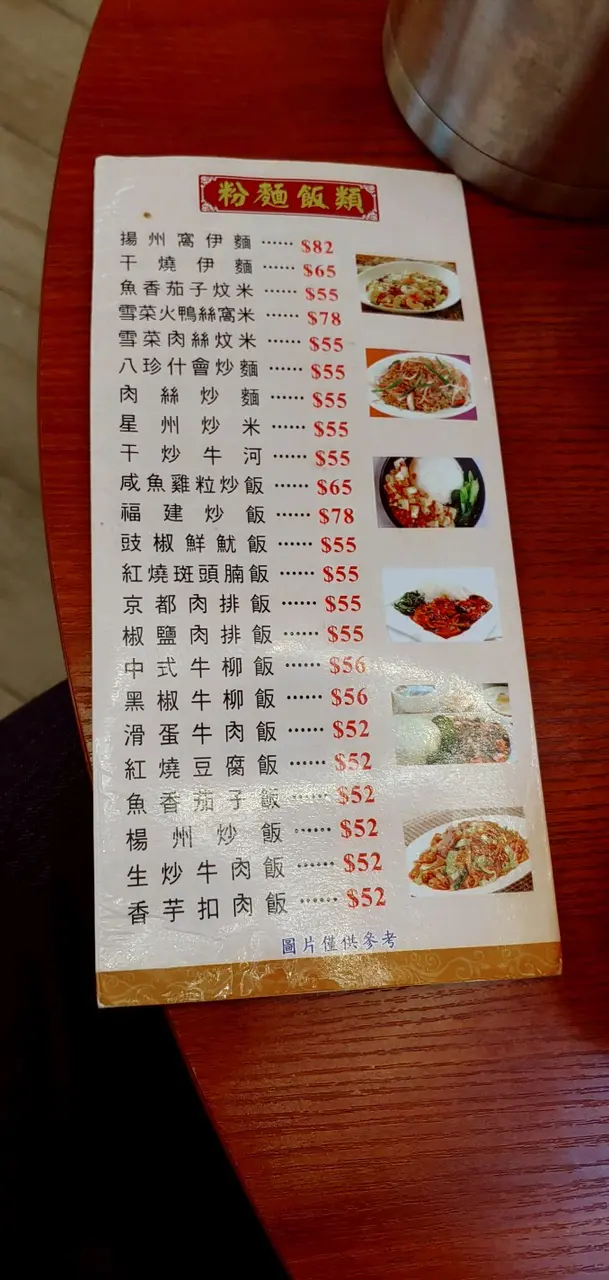 粉麵飯類
揚州窩伊麵 ⋯⋯ $82
干燒伊麵 ⋯⋯ $65
魚香茄子炆米 ⋯⋯ $55
雪菜火鴨絲窩米 ⋯⋯ $78
雪菜肉絲炆米 ⋯⋯ $55
八珍什會炒麵 ⋯⋯ $55
肉絲炒麵 ⋯⋯ $55
星州炒米 ⋯⋯ $55
干炒牛河 ⋯⋯ $55
咸魚雞粒炒飯 ⋯⋯ $65
福建炒飯 ⋯⋯ $78
豉椒鮮魷飯 ⋯⋯ $55
紅燒斑頭腩飯 ⋯⋯ $55
京都肉排飯 ⋯⋯ $55
椒鹽肉排飯 ⋯⋯ $55
中式牛柳飯 ⋯⋯ $56
黑椒牛柳飯 ⋯⋯ $56
滑蛋牛肉飯 ⋯⋯ $52
紅燒豆腐飯 ⋯⋯ $52
魚香茄子飯 ⋯⋯ $52
楊州炒飯 ⋯⋯ $52
生炒牛肉飯 ⋯⋯ $52
香芋扣肉飯 ⋯⋯ $52
圖片僅供參考